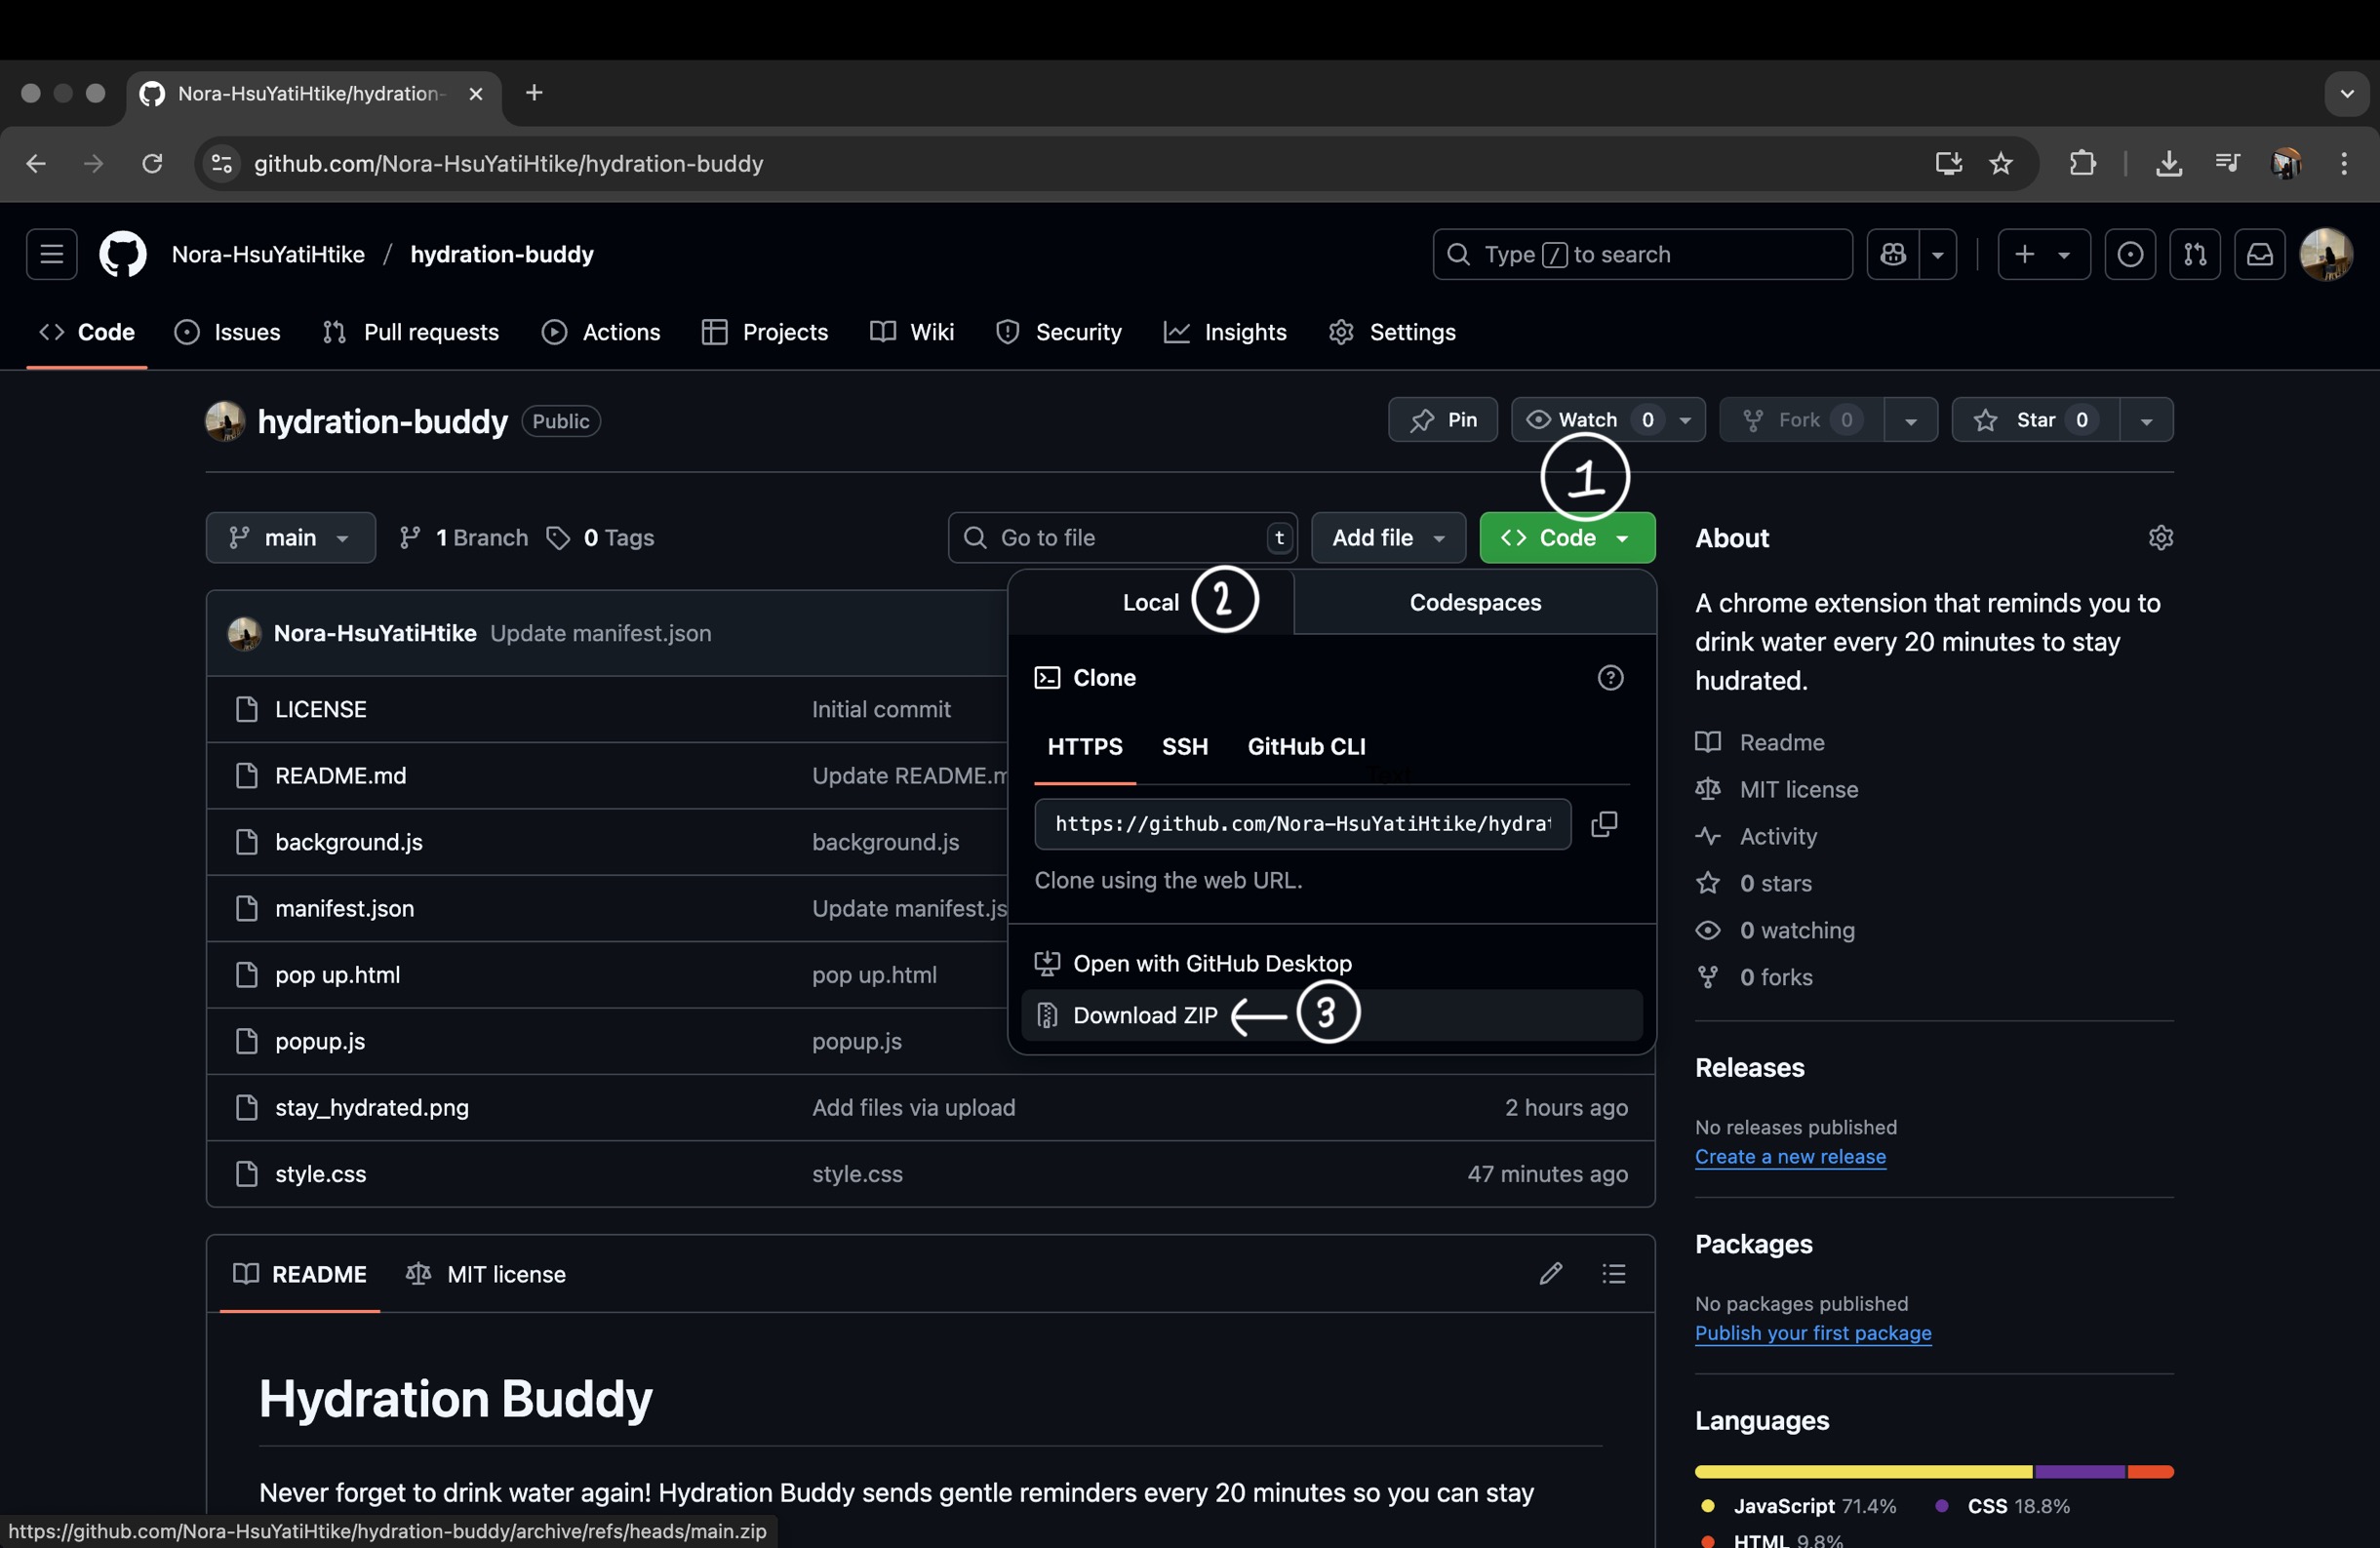 Nora-HsuYatiHtike/hydration-
github.com/Nora-HsuYatiHtike/hydration-buddy
Nora-HsuYatiHtike / hydration-buddy
Type / to search
Code Issues Pull requests Actions Projects Wiki Security Insights Settings
hydration-buddy Public
Pin Watch 0 Fork 0 Star 0
1
main 1 Branch 0 Tags
Go to file t Add file Code
Local 2 Codespaces
Clone
HTTPS SSH GitHub CLI
Text
https://github.com/Nora-HsuYatiHtike/hydrat
Clone using the web URL.
Open with GitHub Desktop
Download ZIP 3
Nora-HsuYatiHtike Update manifest.json
LICENSE Initial commit
README.md Update README.m
background.js background.js
manifest.json Update manifest.js
pop up.html pop up.html
popup.js popup.js
stay_hydrated.png Add files via upload 2 hours ago
style.css style.css 47 minutes ago
README MIT license
Hydration Buddy
Never forget to drink water again! Hydration Buddy sends gentle reminders every 20 minutes so you can stay
https://github.com/Nora-HsuYatiHtike/hydration-buddy/archive/refs/heads/main.zip
About
A chrome extension that reminds you to
drink water every 20 minutes to stay
hudrated.
Readme
MIT license
Activity
0 stars
0 watching
0 forks
Releases
No releases published
Create a new release
Packages
No packages published
Publish your first package
Languages
JavaScript 71.4% CSS 18.8%
HTML 9.8%